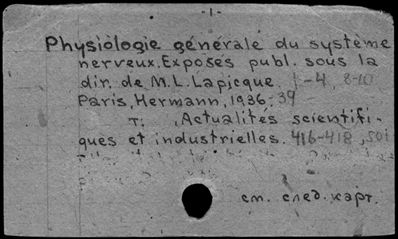 -1-
Physiologie générale du système
nerveux. Exposés publ. sous la
dir. de M.L. Lapicque. 1-4, 8-10
Paris, Hermann, 1936-39
т. , Actualités scientifi-
ques et industrielles. 416-418, 501
см. след. карт.